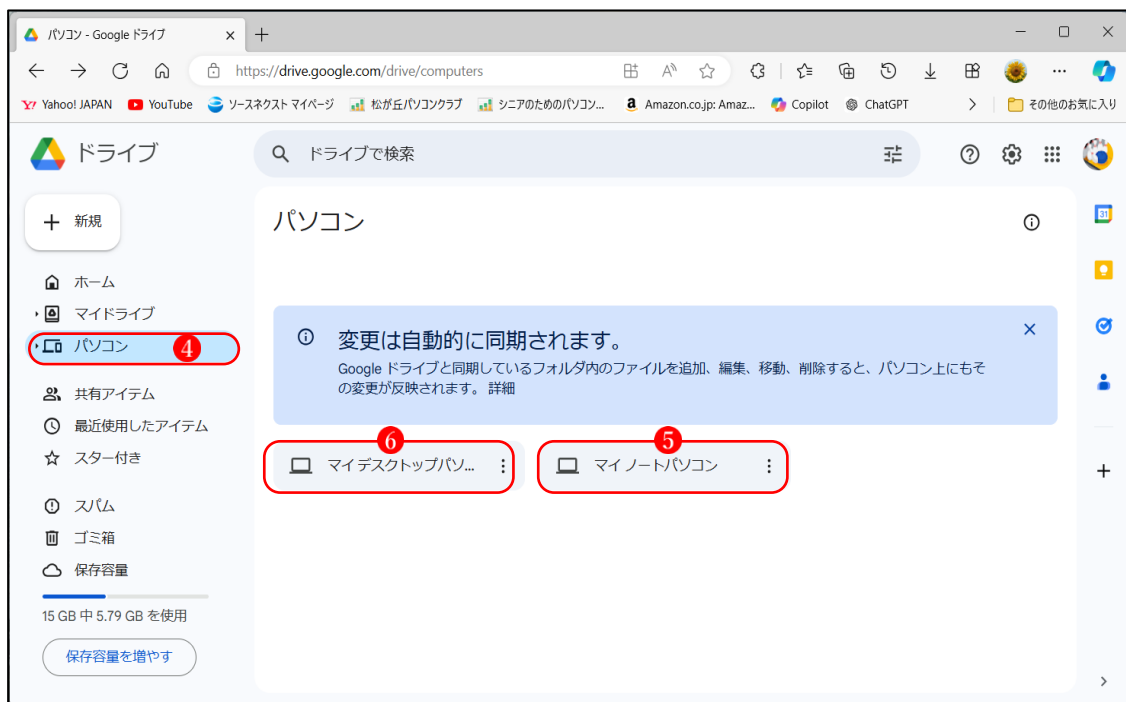 パソコン - Google ドライブ
https://drive.google.com/drive/computers
Yahoo! JAPAN YouTube ソースネクスト マイページ 松が丘パソコンクラブ シニアのためのパソコン... Amazon.co.jp: Amaz... Copilot ChatGPT その他のお気に入り
ドライブ
ドライブで検索
31
新規
パソコン
ホーム
マイドライブ
パソコン 4
変更は自動的に同期されます。
Google ドライブと同期しているフォルダ内のファイルを追加、編集、移動、削除すると、パソコン上にもそ
の変更が反映されます。 詳細
共有アイテム
最近使用したアイテム
スター付き
6 5
マイ デスクトップパソ... マイ ノートパソコン
スパム
ゴミ箱
保存容量
15 GB 中 5.79 GB を使用
保存容量を増やす